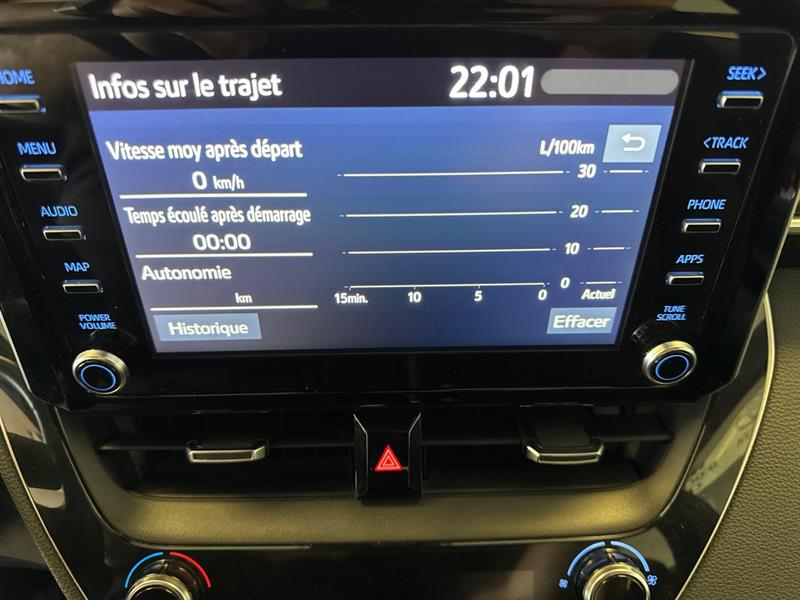 HOME
MENU
AUDIO
MAP
POWER
VOLUME
Infos sur le trajet
22:01
Vitesse moy après départ
0 km/h
Temps écoulé après démarrage
00:00
Autonomie
km
Historique
L/100km
30
20
10
0
15min. 10 5 0 Actuel
Effacer
SEEK>
<TRACK
PHONE
APPS
TUNE
SCROLL